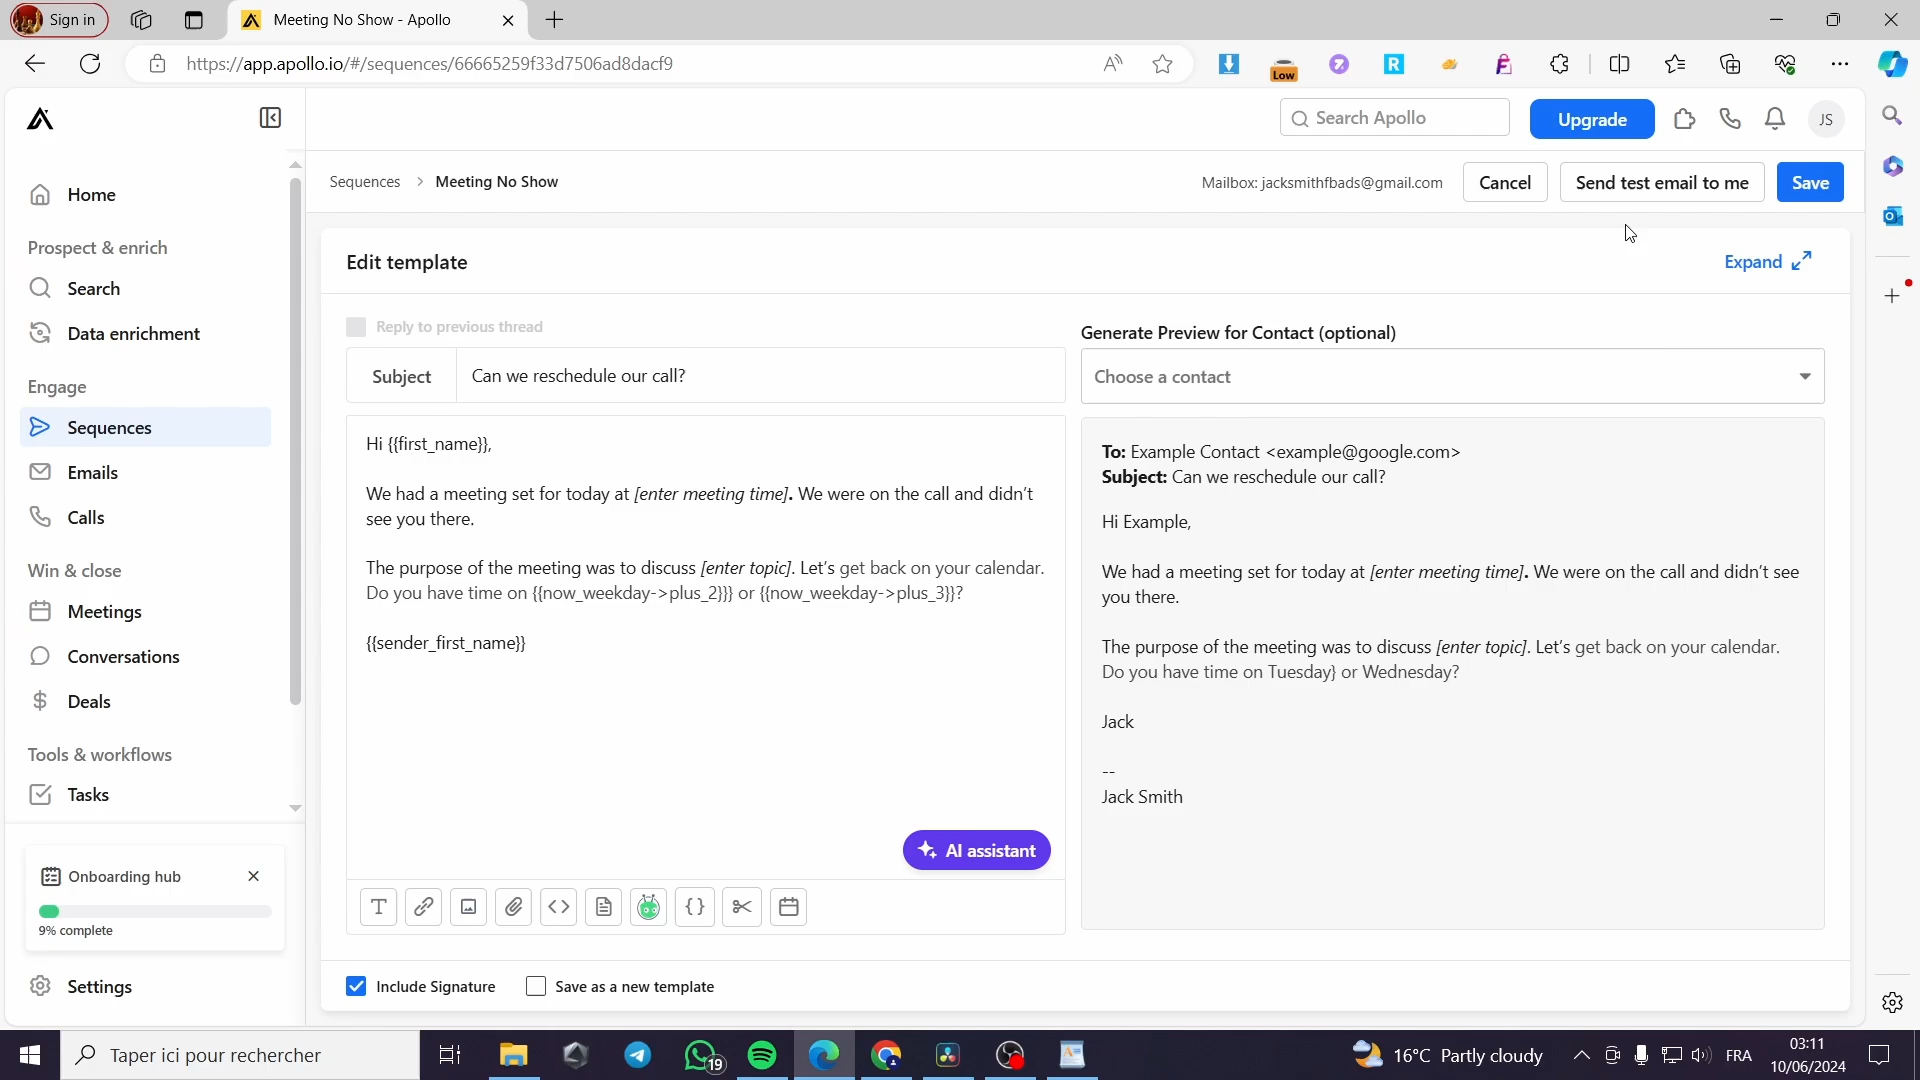 Sign in
Meeting No Show - Apollo
https://app.apollo.io/#/sequences/66665259f33d7506ad8dacf9
Low
Search Apollo
Upgrade
JS
Sequences > Meeting No Show
Mailbox: jacksmithfbads@gmail.com
Cancel
Send test email to me
Save
Home
Prospect & enrich
Search
Data enrichment
Engage
Sequences
Emails
Calls
Win & close
Meetings
Conversations
Deals
Tools & workflows
Tasks
Onboarding hub
9% complete
Settings
Edit template
Expand
Reply to previous thread
Subject
Can we reschedule our call?
Hi {{first_name}},
We had a meeting set for today at [enter meeting time]. We were on the call and didn't
see you there.
The purpose of the meeting was to discuss [enter topic]. Let's get back on your calendar.
Do you have time on {{now_weekday->plus_2}}} or {{now_weekday->plus_3}}?
{{sender_first_name}}
AI assistant
Include Signature
Save as a new template
Generate Preview for Contact (optional)
Choose a contact
To: Example Contact <example@google.com>
Subject: Can we reschedule our call?
Hi Example,
We had a meeting set for today at [enter meeting time]. We were on the call and didn't see
you there.
The purpose of the meeting was to discuss [enter topic]. Let's get back on your calendar.
Do you have time on Tuesday} or Wednesday?
Jack
--
Jack Smith
Taper ici pour rechercher
19
16°C Partly cloudy
FRA
03:11
10/06/2024